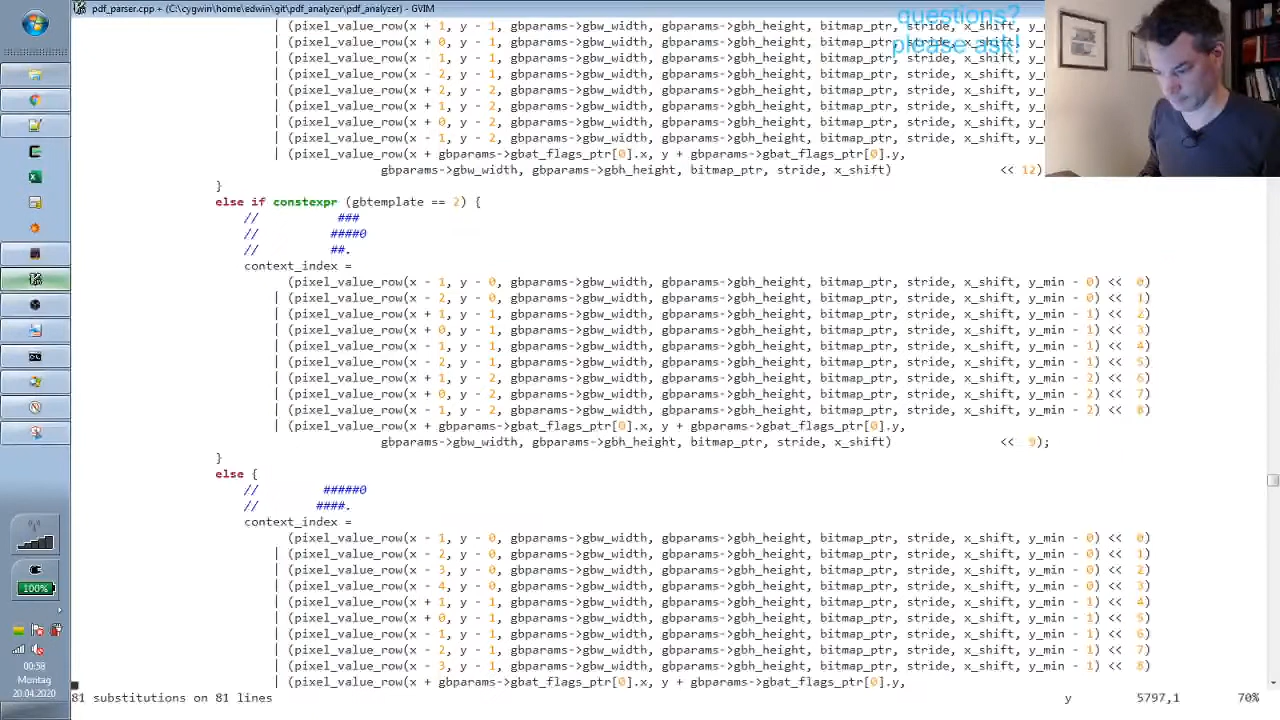 pdf_parser.cpp + (C:\cygwin\home\edwin\git\pdf_analyzer\pdf_analyzer) - GVIM
questions?
please ask!
| (pixel_value_row(x + 1, y - 1, gbparams->gbw_width, gbparams->gbh_height, bitmap_ptr, stride, x_shift, y_m
| (pixel_value_row(x + 0, y - 1, gbparams->gbw_width, gbparams->gbh_height, bitmap_ptr, stride, x_shift, y_m
| (pixel_value_row(x - 1, y - 1, gbparams->gbw_width, gbparams->gbh_height, bitmap_ptr, stride, x_shift, y_m
| (pixel_value_row(x - 2, y - 1, gbparams->gbw_width, gbparams->gbh_height, bitmap_ptr, stride, x_shift, y_m
| (pixel_value_row(x + 2, y - 2, gbparams->gbw_width, gbparams->gbh_height, bitmap_ptr, stride, x_shift, y_m
| (pixel_value_row(x + 1, y - 2, gbparams->gbw_width, gbparams->gbh_height, bitmap_ptr, stride, x_shift, y_m
| (pixel_value_row(x + 0, y - 2, gbparams->gbw_width, gbparams->gbh_height, bitmap_ptr, stride, x_shift, y_m
| (pixel_value_row(x - 1, y - 2, gbparams->gbw_width, gbparams->gbh_height, bitmap_ptr, stride, x_shift, y_m
| (pixel_value_row(x + gbparams->gbat_flags_ptr[0].x, y + gbparams->gbat_flags_ptr[0].y,
gbparams->gbw_width, gbparams->gbh_height, bitmap_ptr, stride, x_shift) << 12)
}
else if constexpr (gbtemplate == 2) {
// ###
// ####0
// ##.
context_index =
(pixel_value_row(x - 1, y - 0, gbparams->gbw_width, gbparams->gbh_height, bitmap_ptr, stride, x_shift, y_min - 0) << 0)
| (pixel_value_row(x - 2, y - 0, gbparams->gbw_width, gbparams->gbh_height, bitmap_ptr, stride, x_shift, y_min - 0) << 1)
| (pixel_value_row(x + 1, y - 1, gbparams->gbw_width, gbparams->gbh_height, bitmap_ptr, stride, x_shift, y_min - 1) << 2)
| (pixel_value_row(x + 0, y - 1, gbparams->gbw_width, gbparams->gbh_height, bitmap_ptr, stride, x_shift, y_min - 1) << 3)
| (pixel_value_row(x - 1, y - 1, gbparams->gbw_width, gbparams->gbh_height, bitmap_ptr, stride, x_shift, y_min - 1) << 4)
| (pixel_value_row(x - 2, y - 1, gbparams->gbw_width, gbparams->gbh_height, bitmap_ptr, stride, x_shift, y_min - 1) << 5)
| (pixel_value_row(x + 1, y - 2, gbparams->gbw_width, gbparams->gbh_height, bitmap_ptr, stride, x_shift, y_min - 2) << 6)
| (pixel_value_row(x + 0, y - 2, gbparams->gbw_width, gbparams->gbh_height, bitmap_ptr, stride, x_shift, y_min - 2) << 7)
| (pixel_value_row(x - 1, y - 2, gbparams->gbw_width, gbparams->gbh_height, bitmap_ptr, stride, x_shift, y_min - 2) << 8)
| (pixel_value_row(x + gbparams->gbat_flags_ptr[0].x, y + gbparams->gbat_flags_ptr[0].y,
gbparams->gbw_width, gbparams->gbh_height, bitmap_ptr, stride, x_shift) << 9);
}
else {
// #####0
// ####.
context_index =
(pixel_value_row(x - 1, y - 0, gbparams->gbw_width, gbparams->gbh_height, bitmap_ptr, stride, x_shift, y_min - 0) << 0)
| (pixel_value_row(x - 2, y - 0, gbparams->gbw_width, gbparams->gbh_height, bitmap_ptr, stride, x_shift, y_min - 0) << 1)
| (pixel_value_row(x - 3, y - 0, gbparams->gbw_width, gbparams->gbh_height, bitmap_ptr, stride, x_shift, y_min - 0) << 2)
| (pixel_value_row(x - 4, y - 0, gbparams->gbw_width, gbparams->gbh_height, bitmap_ptr, stride, x_shift, y_min - 0) << 3)
| (pixel_value_row(x + 1, y - 1, gbparams->gbw_width, gbparams->gbh_height, bitmap_ptr, stride, x_shift, y_min - 1) << 4)
| (pixel_value_row(x + 0, y - 1, gbparams->gbw_width, gbparams->gbh_height, bitmap_ptr, stride, x_shift, y_min - 1) << 5)
| (pixel_value_row(x - 1, y - 1, gbparams->gbw_width, gbparams->gbh_height, bitmap_ptr, stride, x_shift, y_min - 1) << 6)
| (pixel_value_row(x - 2, y - 1, gbparams->gbw_width, gbparams->gbh_height, bitmap_ptr, stride, x_shift, y_min - 1) << 7)
| (pixel_value_row(x - 3, y - 1, gbparams->gbw_width, gbparams->gbh_height, bitmap_ptr, stride, x_shift, y_min - 1) << 8)
| (pixel_value_row(x + gbparams->gbat_flags_ptr[0].x, y + gbparams->gbat_flags_ptr[0].y,
81 substitutions on 81 lines y 5797,1 70%
100%
00:58
Montag
20.04.2020